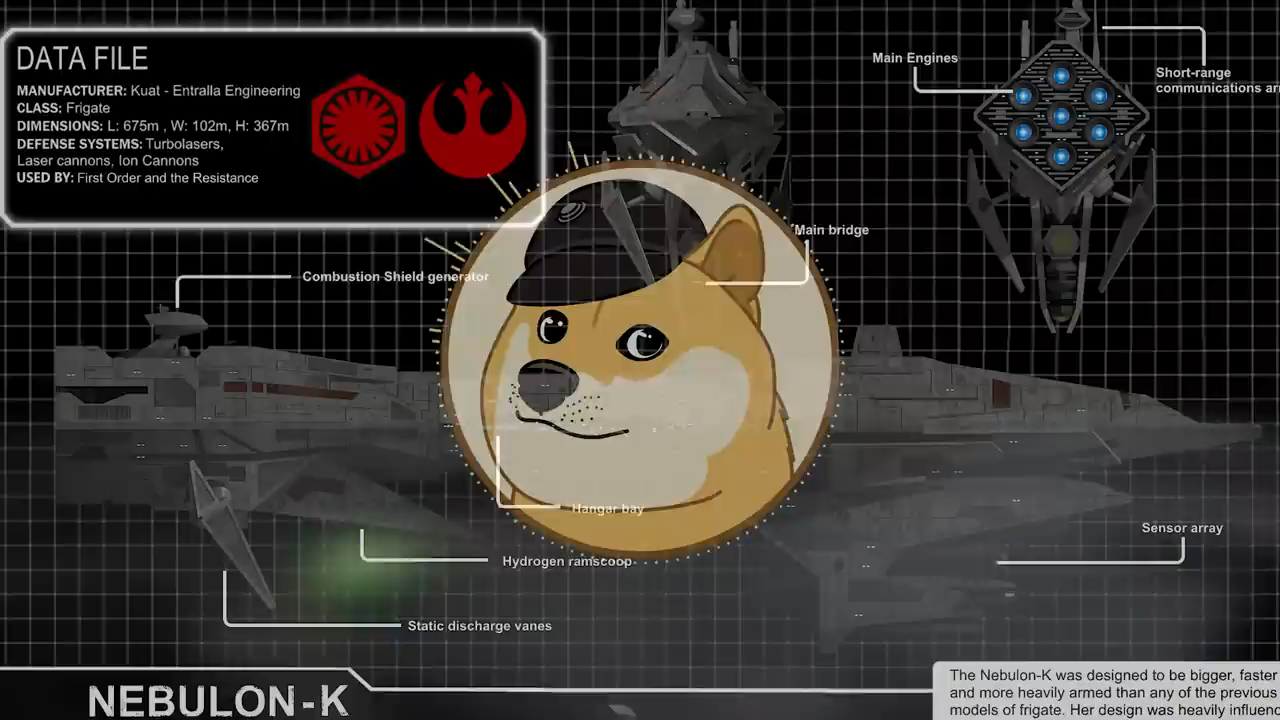 DATA FILE
MANUFACTURER: Kuat - Entralla Engineering
CLASS: Frigate
DIMENSIONS: L: 675m , W: 102m, H: 367m
DEFENSE SYSTEMS: Turbolasers,
Laser cannons, Ion Cannons
USED BY: First Order and the Resistance
Main Engines
Short-range
communications
Main bridge
Combustion Shield generator
Hangar bay
Sensor array
Hydrogen ramscoop
Static discharge vanes
NEBULON-K
The Nebulon-K was designed to be bigger, faster
and more heavily armed than any of the previous
models of frigate. Her design was heavily